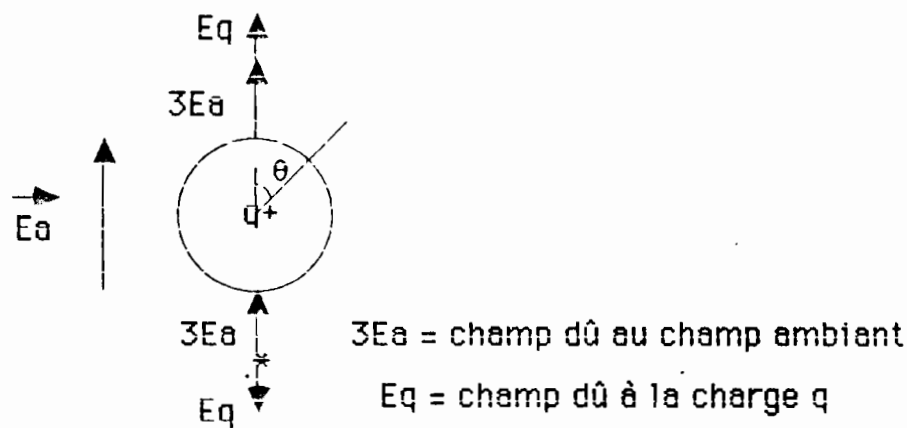 Eq
3Ea
θ
q+
Ea
3Ea
3Ea = champ dû au champ ambiant
Eq
Eq = champ dû à la charge q